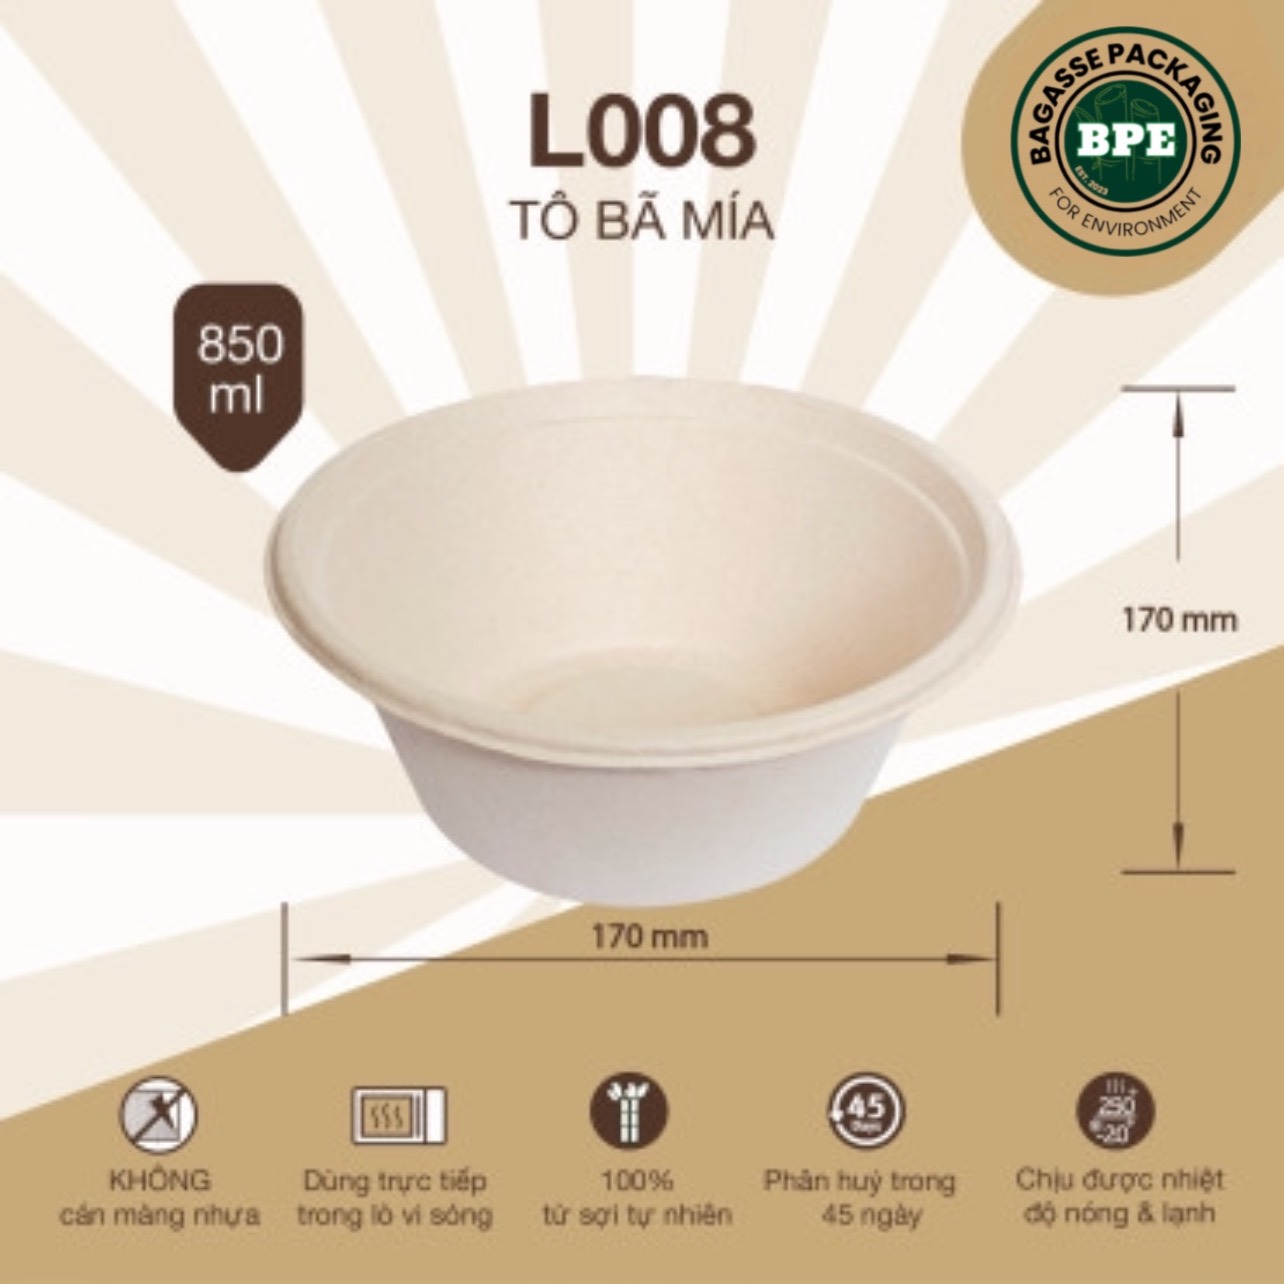 BAGASSE PACKAGING
BPE
EST. 2023
FOR ENVIRONMENT
L008
TÔ BÃ MÍA
850
ml
170 mm
170 mm
45
Days
250
-20°
KHÔNG
cán màng nhựa
Dùng trực tiếp
trong lò vi sóng
100%
từ sợi tự nhiên
Phân huỷ trong
45 ngày
Chịu được nhiệt
độ nóng & lạnh